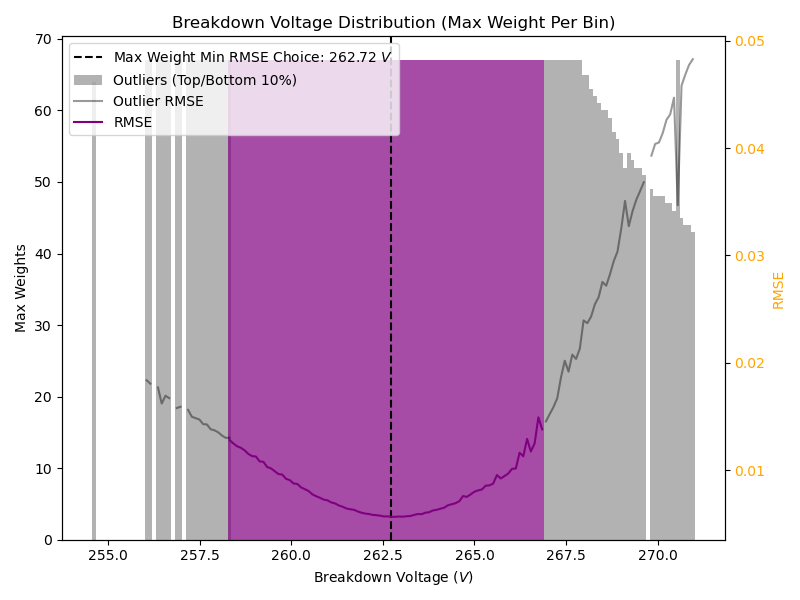 Breakdown Voltage Distribution (Max Weight Per Bin)
Max Weight Min RMSE Choice: 262.72 V
Outliers (Top/Bottom 10%)
Outlier RMSE
RMSE
70
60
50
40
30
20
10
0
Max Weights
0.05
0.04
0.03
0.02
0.01
RMSE
255.0 257.5 260.0 262.5 265.0 267.5 270.0
Breakdown Voltage (V)